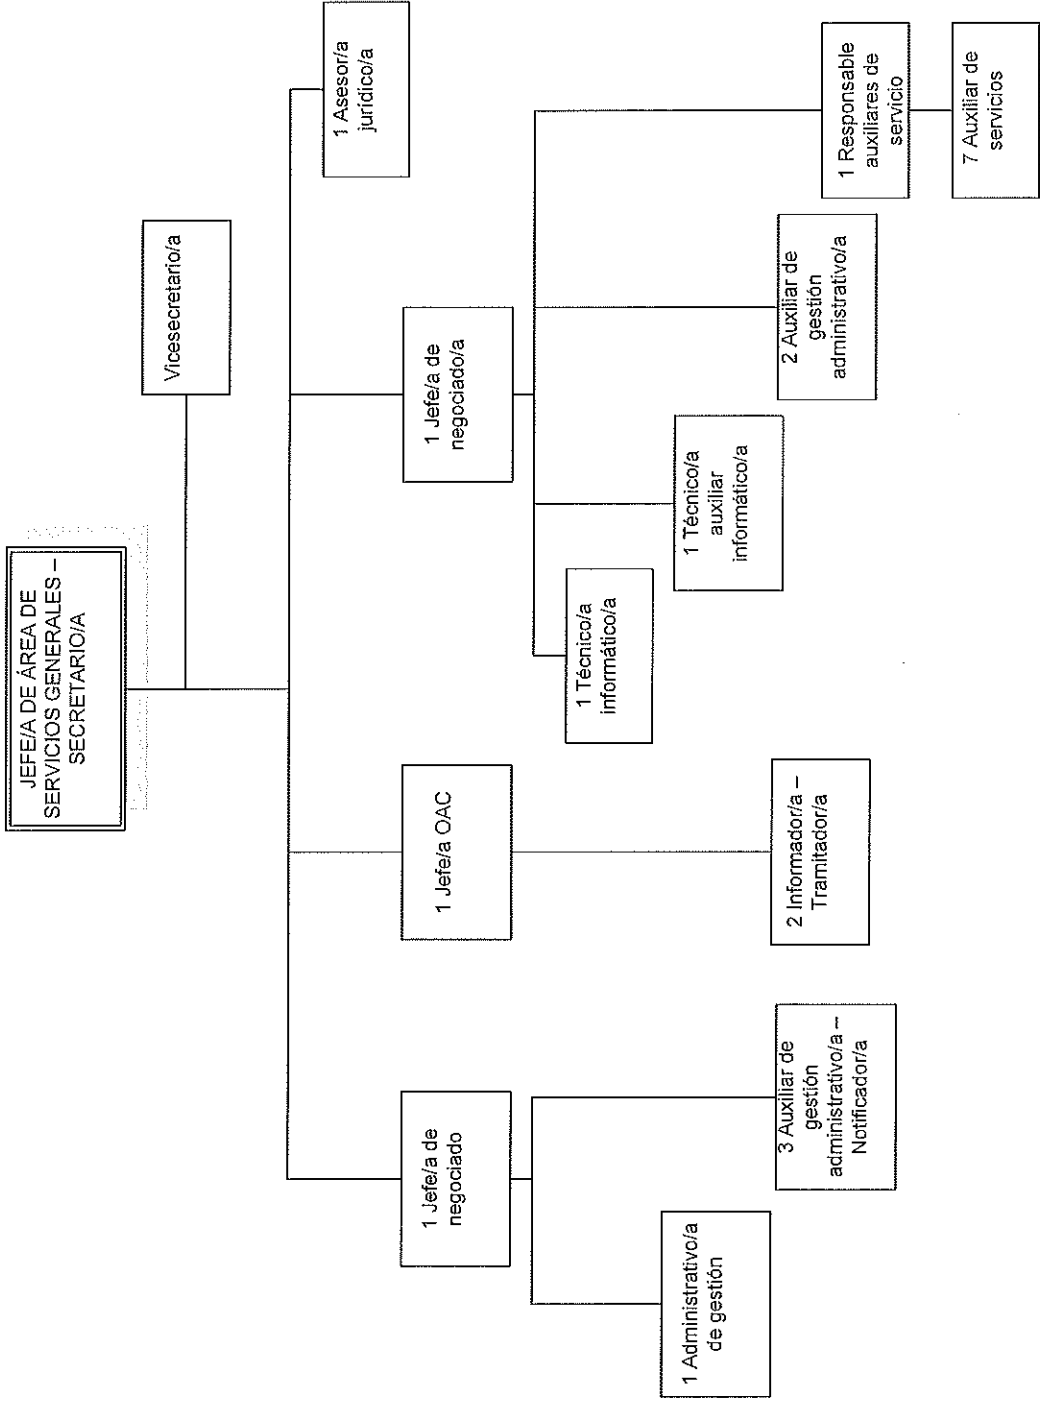 JEFE/A DE ÁREA DE
SERVICIOS GENERALES –
SECRETARIO/A
Vicesecretario/a
1 Asesor/a
jurídico/a
1 Jefe/a de
negociado
1 Jefe/a OAC
1 Jefe/a de
negociado/a
1 Administrativo/a
de gestión
3 Auxiliar de
gestión
administrativo/a –
Notificador/a
2 Informador/a –
Tramitador/a
1 Técnico/a
informático/a
1 Técnico/a
auxiliar
informático/a
2 Auxiliar de
gestión
administrativo/a
1 Responsable
auxiliares de
servicio
7 Auxiliar de
servicios